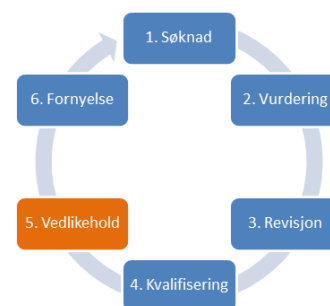 1. Søknad
2. Vurdering
3. Revisjon
4. Kvalifisering
5. Vedlikehold
6. Fornyelse